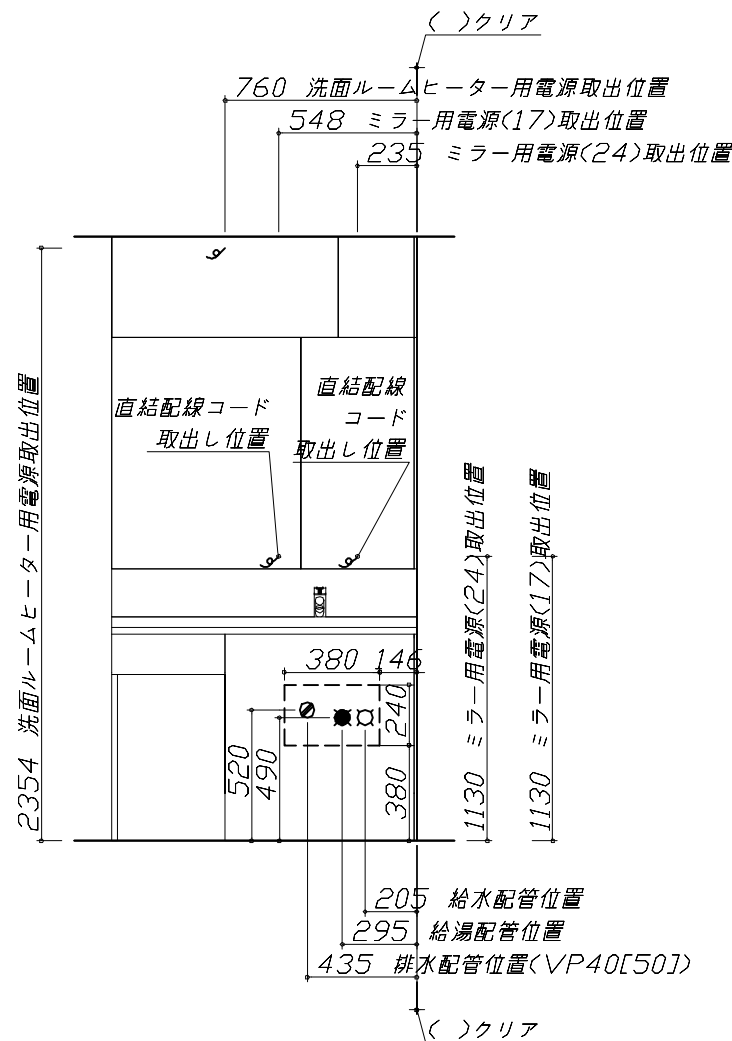 ( )クリア
760 洗面ルームヒーター用電源取出位置
548 ミラー用電源(17)取出位置
235 ミラー用電源(24)取出位置
直結配線コード
取出し位置
直結配線
コード
取出し位置
2354 洗面ルームヒーター用電源取出位置
1130 ミラー用電源(24)取出位置
1130 ミラー用電源(17)取出位置
380 146
240
380
520
490
205 給水配管位置
295 給湯配管位置
435 排水配管位置(VP40[50])
( )クリア